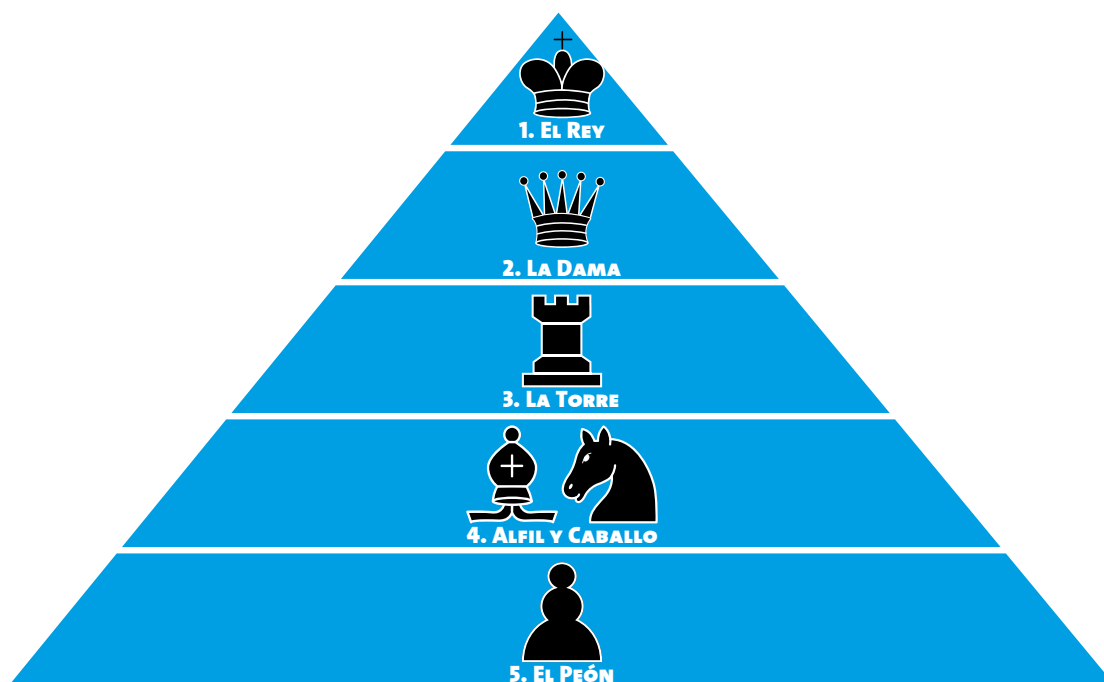 1. El Rey
2. La Dama
3. La Torre
4. Alfil y Caballo
5. El Peón